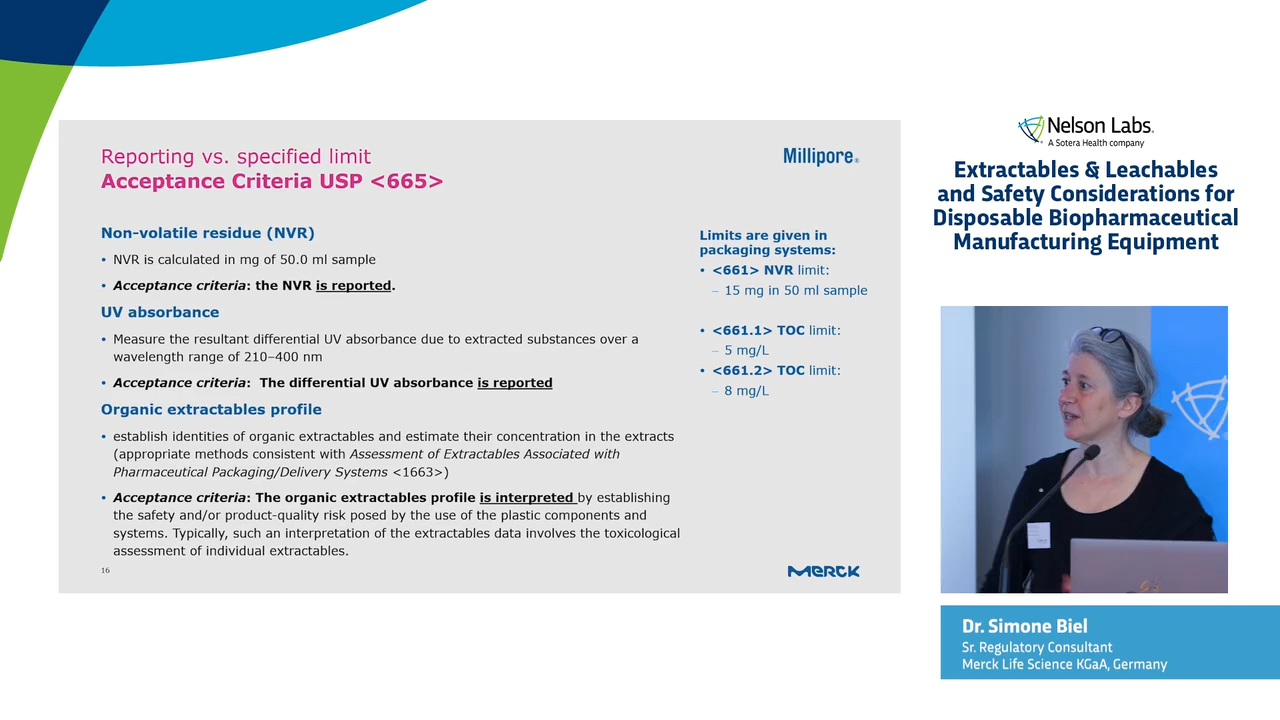 Reporting vs. specified limit
Acceptance Criteria USP <665>
Millipore®
Non-volatile residue (NVR)
• NVR is calculated in mg of 50.0 ml sample
• Acceptance criteria: the NVR is reported.
UV absorbance
• Measure the resultant differential UV absorbance due to extracted substances over a
wavelength range of 210–400 nm
• Acceptance criteria:  The differential UV absorbance is reported
Organic extractables profile
• establish identities of organic extractables and estimate their concentration in the extracts
(appropriate methods consistent with Assessment of Extractables Associated with
Pharmaceutical Packaging/Delivery Systems <1663>)
• Acceptance criteria: The organic extractables profile is interpreted by establishing
the safety and/or product-quality risk posed by the use of the plastic components and
systems. Typically, such an interpretation of the extractables data involves the toxicological
assessment of individual extractables.
16
Limits are given in
packaging systems:
• <661> NVR limit:
– 15 mg in 50 ml sample
• <661.1> TOC limit:
– 5 mg/L
• <661.2> TOC limit:
– 8 mg/L
MERCK
Nelson Labs.
A Sotera Health company
Extractables & Leachables
and Safety Considerations for
Disposable Biopharmaceutical
Manufacturing Equipment
Dr. Simone Biel
Sr. Regulatory Consultant
Merck Life Science KGaA, Germany